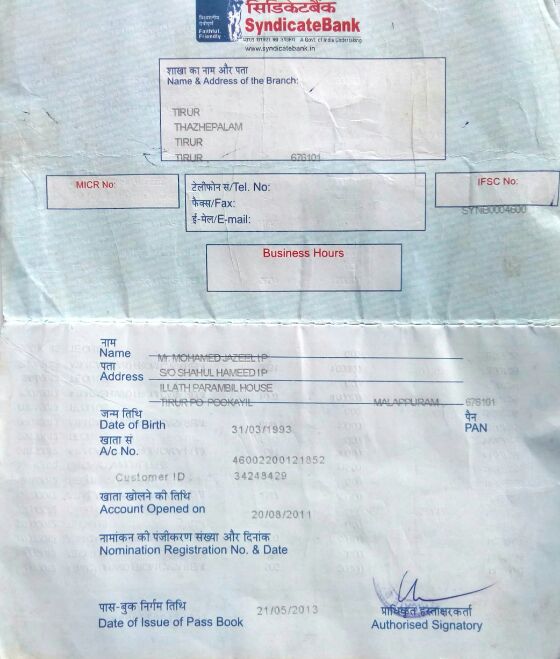 सिंडिकेटबैंक
SyndicateBank
भारत सरकार का उपक्रम A Govt. of India Undertaking
विश्वसनीय
Faithful,
Friendly
www.syndicatebank.in
शाखा का नाम और पता
Name & Address of the Branch:
TIRUR
THAZHEPALAM
TIRUR
TIRUR 676101
MICR No:
टेलीफोन सं/Tel. No:
फैक्स/Fax:
ई-मेल/E-mail:
IFSC No:
SYNB0004600
Business Hours
नाम
Name Mr. MOHAMED JAZEEL I P
पता
Address S/O SHAHUL HAMEED I P
ILLATH PARAMBIL HOUSE
TIRUR PO POOKAYIL MALAPPURAM 676101
जन्म तिथि
Date of Birth 31/03/1993
पैन
PAN
खाता सं
A/c No. 46002200121852
Customer ID : 34248429
खाता खोलने की तिथि
Account Opened on 20/08/2011
नामांकन की पंजीकरण संख्या और दिनांक
Nomination Registration No. & Date
पास-बुक निर्गम तिथि
Date of Issue of Pass Book 21/05/2013
प्राधिकृत हस्ताक्षरकर्ता
Authorised Signatory